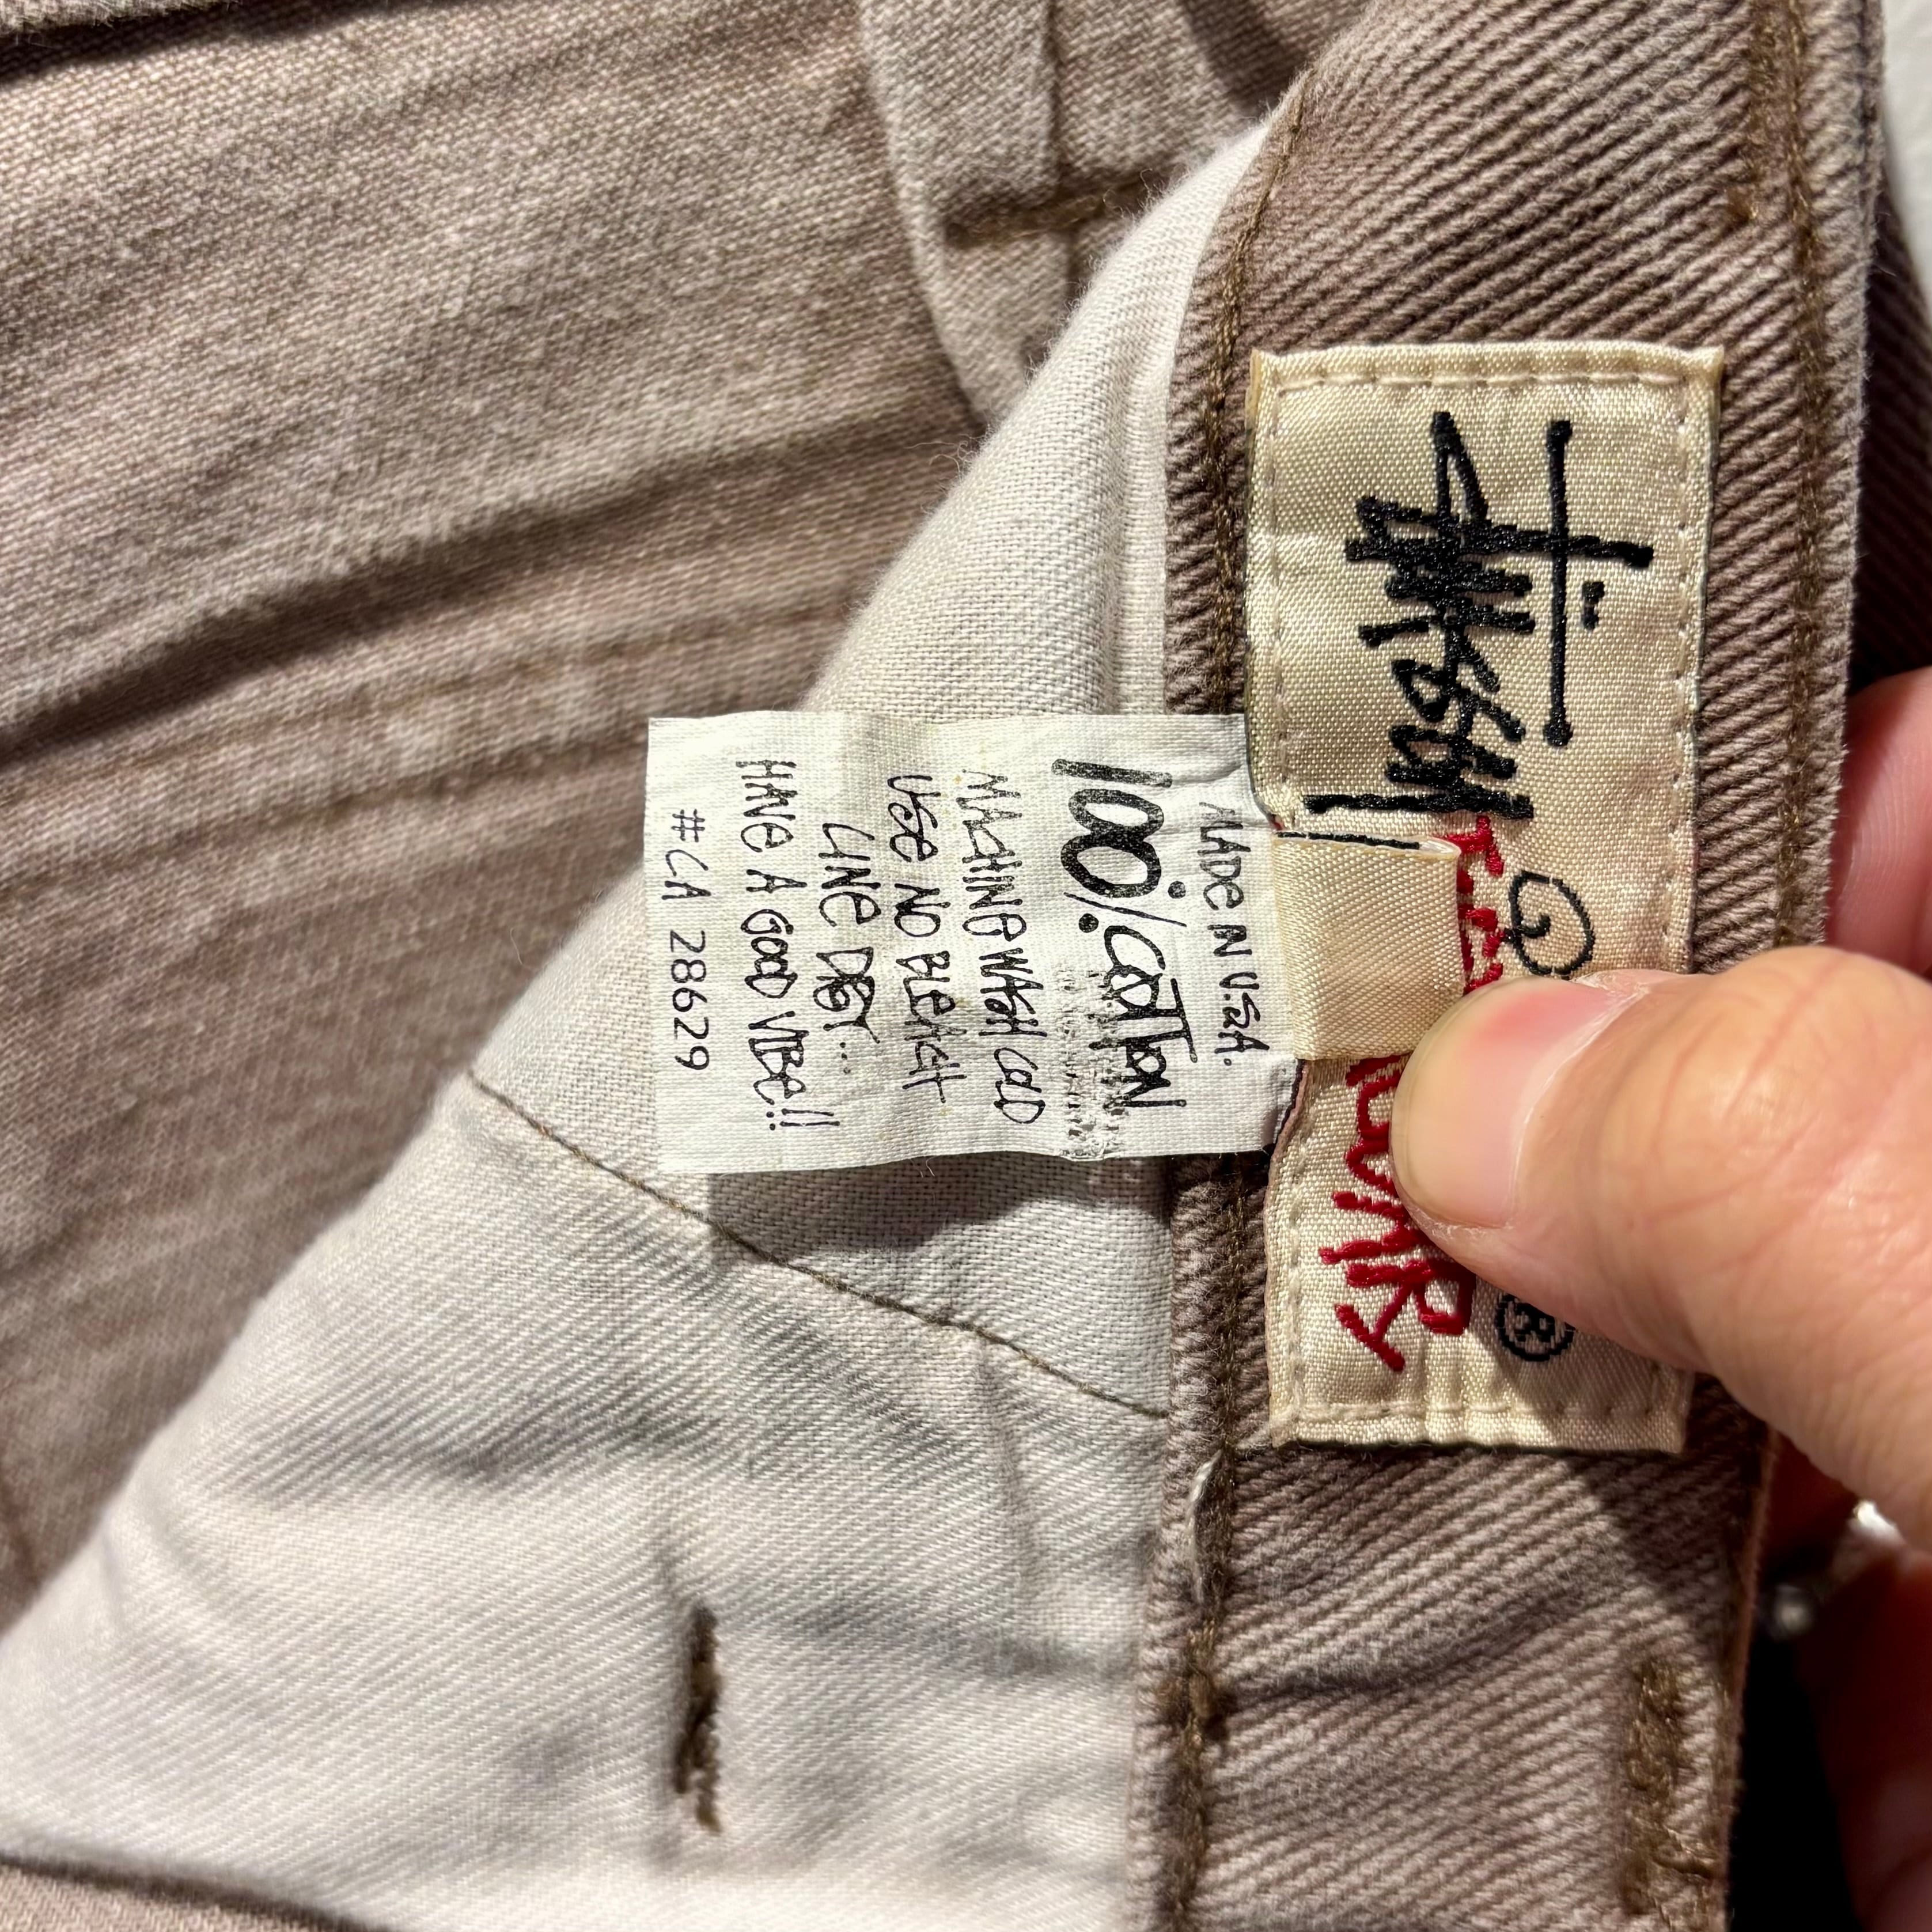 Stüssy
®
MADE IN U.S.A.
100% COTTON
MACHINE WASH COLD
USE NO BLEACH
LINE DRY...
HAVE A GOOD VIBE!!
#CA 28629